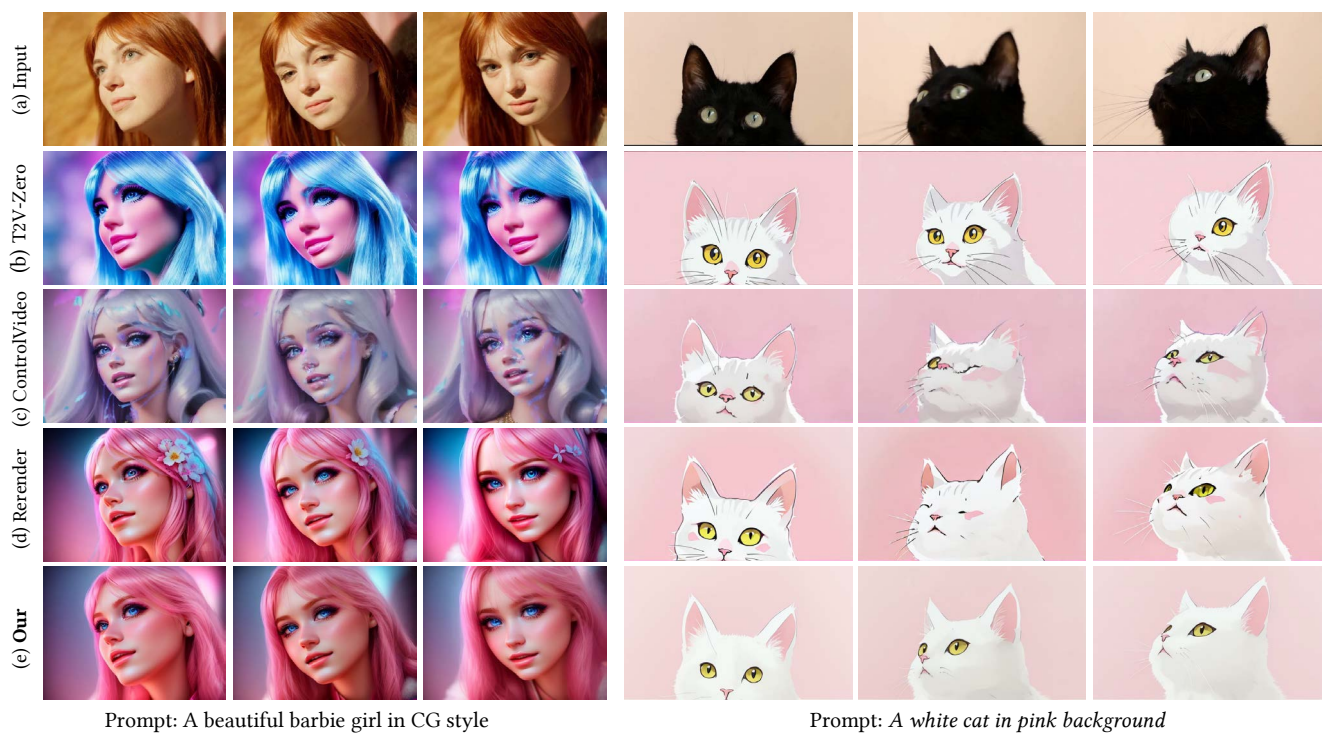 (a) Input
(b) T2V-Zero
(c) ControlVideo
(d) Rerender
(e) Our
Prompt: A beautiful barbie girl in CG style
Prompt: A white cat in pink background